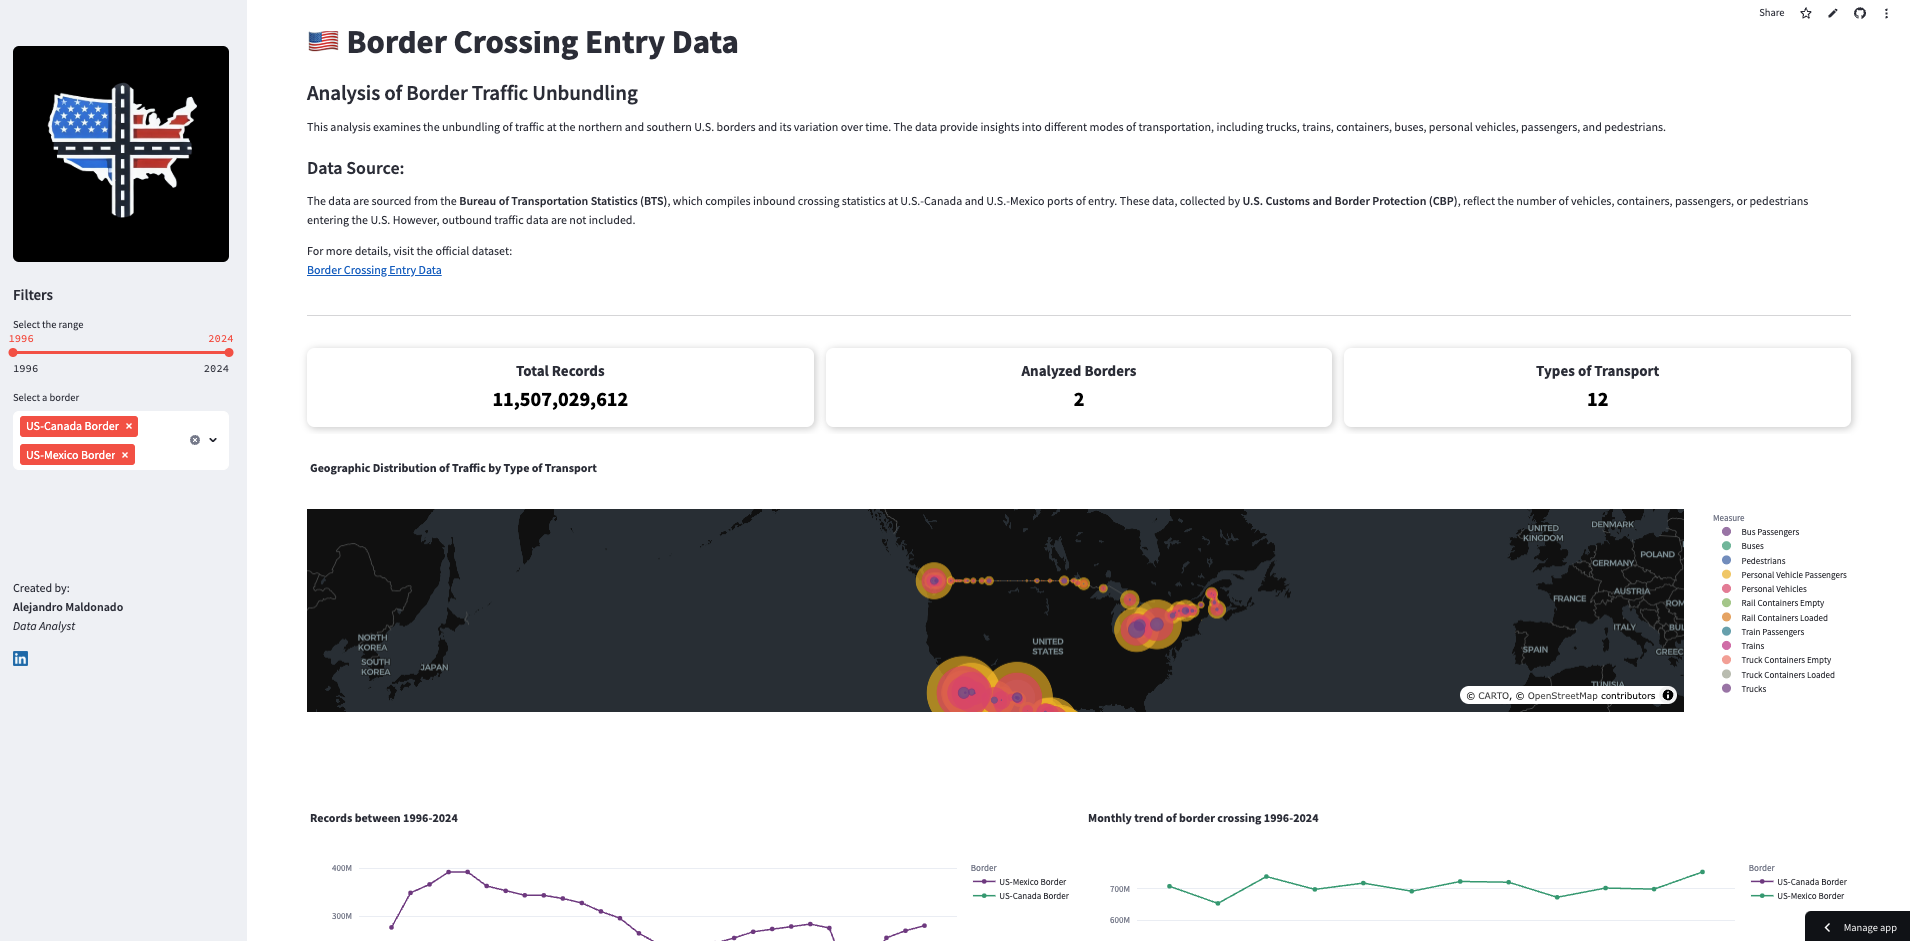 Share
Border Crossing Entry Data
Analysis of Border Traffic Unbundling
This analysis examines the unbundling of traffic at the northern and southern U.S. borders and its variation over time. The data provide insights into different modes of transportation, including trucks, trains, containers, buses, personal vehicles, passengers, and pedestrians.
Data Source:
The data are sourced from the Bureau of Transportation Statistics (BTS), which compiles inbound crossing statistics at U.S.-Canada and U.S.-Mexico ports of entry. These data, collected by U.S. Customs and Border Protection (CBP), reflect the number of vehicles, containers, passengers, or pedestrians
entering the U.S. However, outbound traffic data are not included.
For more details, visit the official dataset:
Border Crossing Entry Data
Filters
Select the range
1996 2024
1996 2024
Select a border
US-Canada Border ×
US-Mexico Border ×
Created by:
Alejandro Maldonado
Data Analyst
in
Total Records
11,507,029,612
Analyzed Borders
2
Types of Transport
12
Geographic Distribution of Traffic by Type of Transport
NORTH
KOREA
SOUTH
KOREA
JAPAN
UNITED
STATES
UNITED
KINGDOM
DENMARK
POLAND
GERMANY
FRANCE
AUSTRIA
ROM
ITALY
BUL
SPAIN
GREEC
TUNISIA
© CARTO, © OpenStreetMap contributors
Measure
Bus Passengers
Buses
Pedestrians
Personal Vehicle Passengers
Personal Vehicles
Rail Containers Empty
Rail Containers Loaded
Train Passengers
Trains
Truck Containers Empty
Truck Containers Loaded
Trucks
Records between 1996-2024
400M
300M
Border
US-Mexico Border
US-Canada Border
Monthly trend of border crossing 1996-2024
700M
600M
Border
US-Canada Border
US-Mexico Border
Manage app